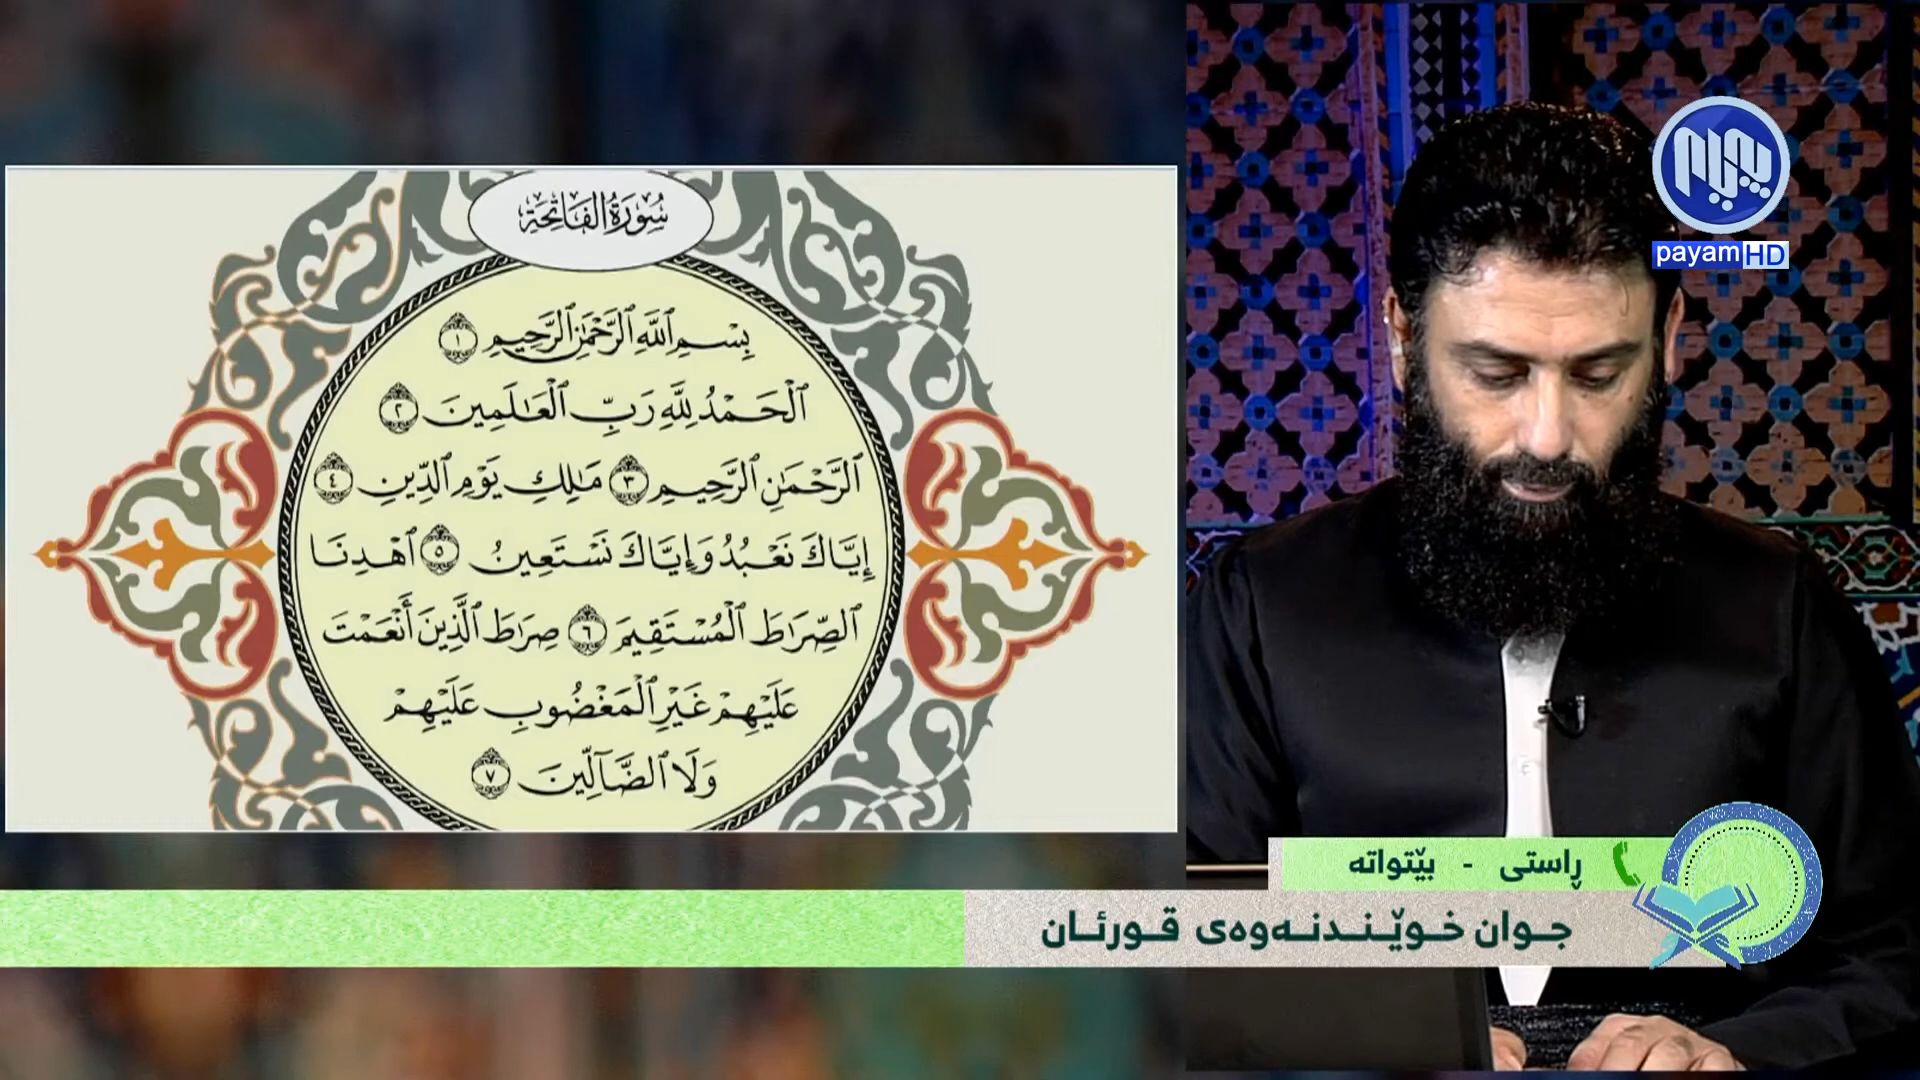 سُورَةُ الفَاتِحَةِ
بِسْمِ ٱللَّهِ ٱلرَّحْمَٰنِ ٱلرَّحِيمِ ١
ٱلْحَمْدُ لِلَّهِ رَبِّ ٱلْعَٰلَمِينَ ٢
ٱلرَّحْمَٰنِ ٱلرَّحِيمِ ٣ مَٰلِكِ يَوْمِ ٱلدِّينِ ٤
إِيَّاكَ نَعْبُدُ وَإِيَّاكَ نَسْتَعِينُ ٥ ٱهْدِنَا
ٱلصِّرَٰطَ ٱلْمُسْتَقِيمَ ٦ صِرَٰطَ ٱلَّذِينَ أَنْعَمْتَ
عَلَيْهِمْ غَيْرِ ٱلْمَغْضُوبِ عَلَيْهِمْ
وَلَا ٱلضَّآلِّينَ ٧
پەیام
payam HD
ڕاستی - بێتواتە
جوان خوێندنەوەی قورئان